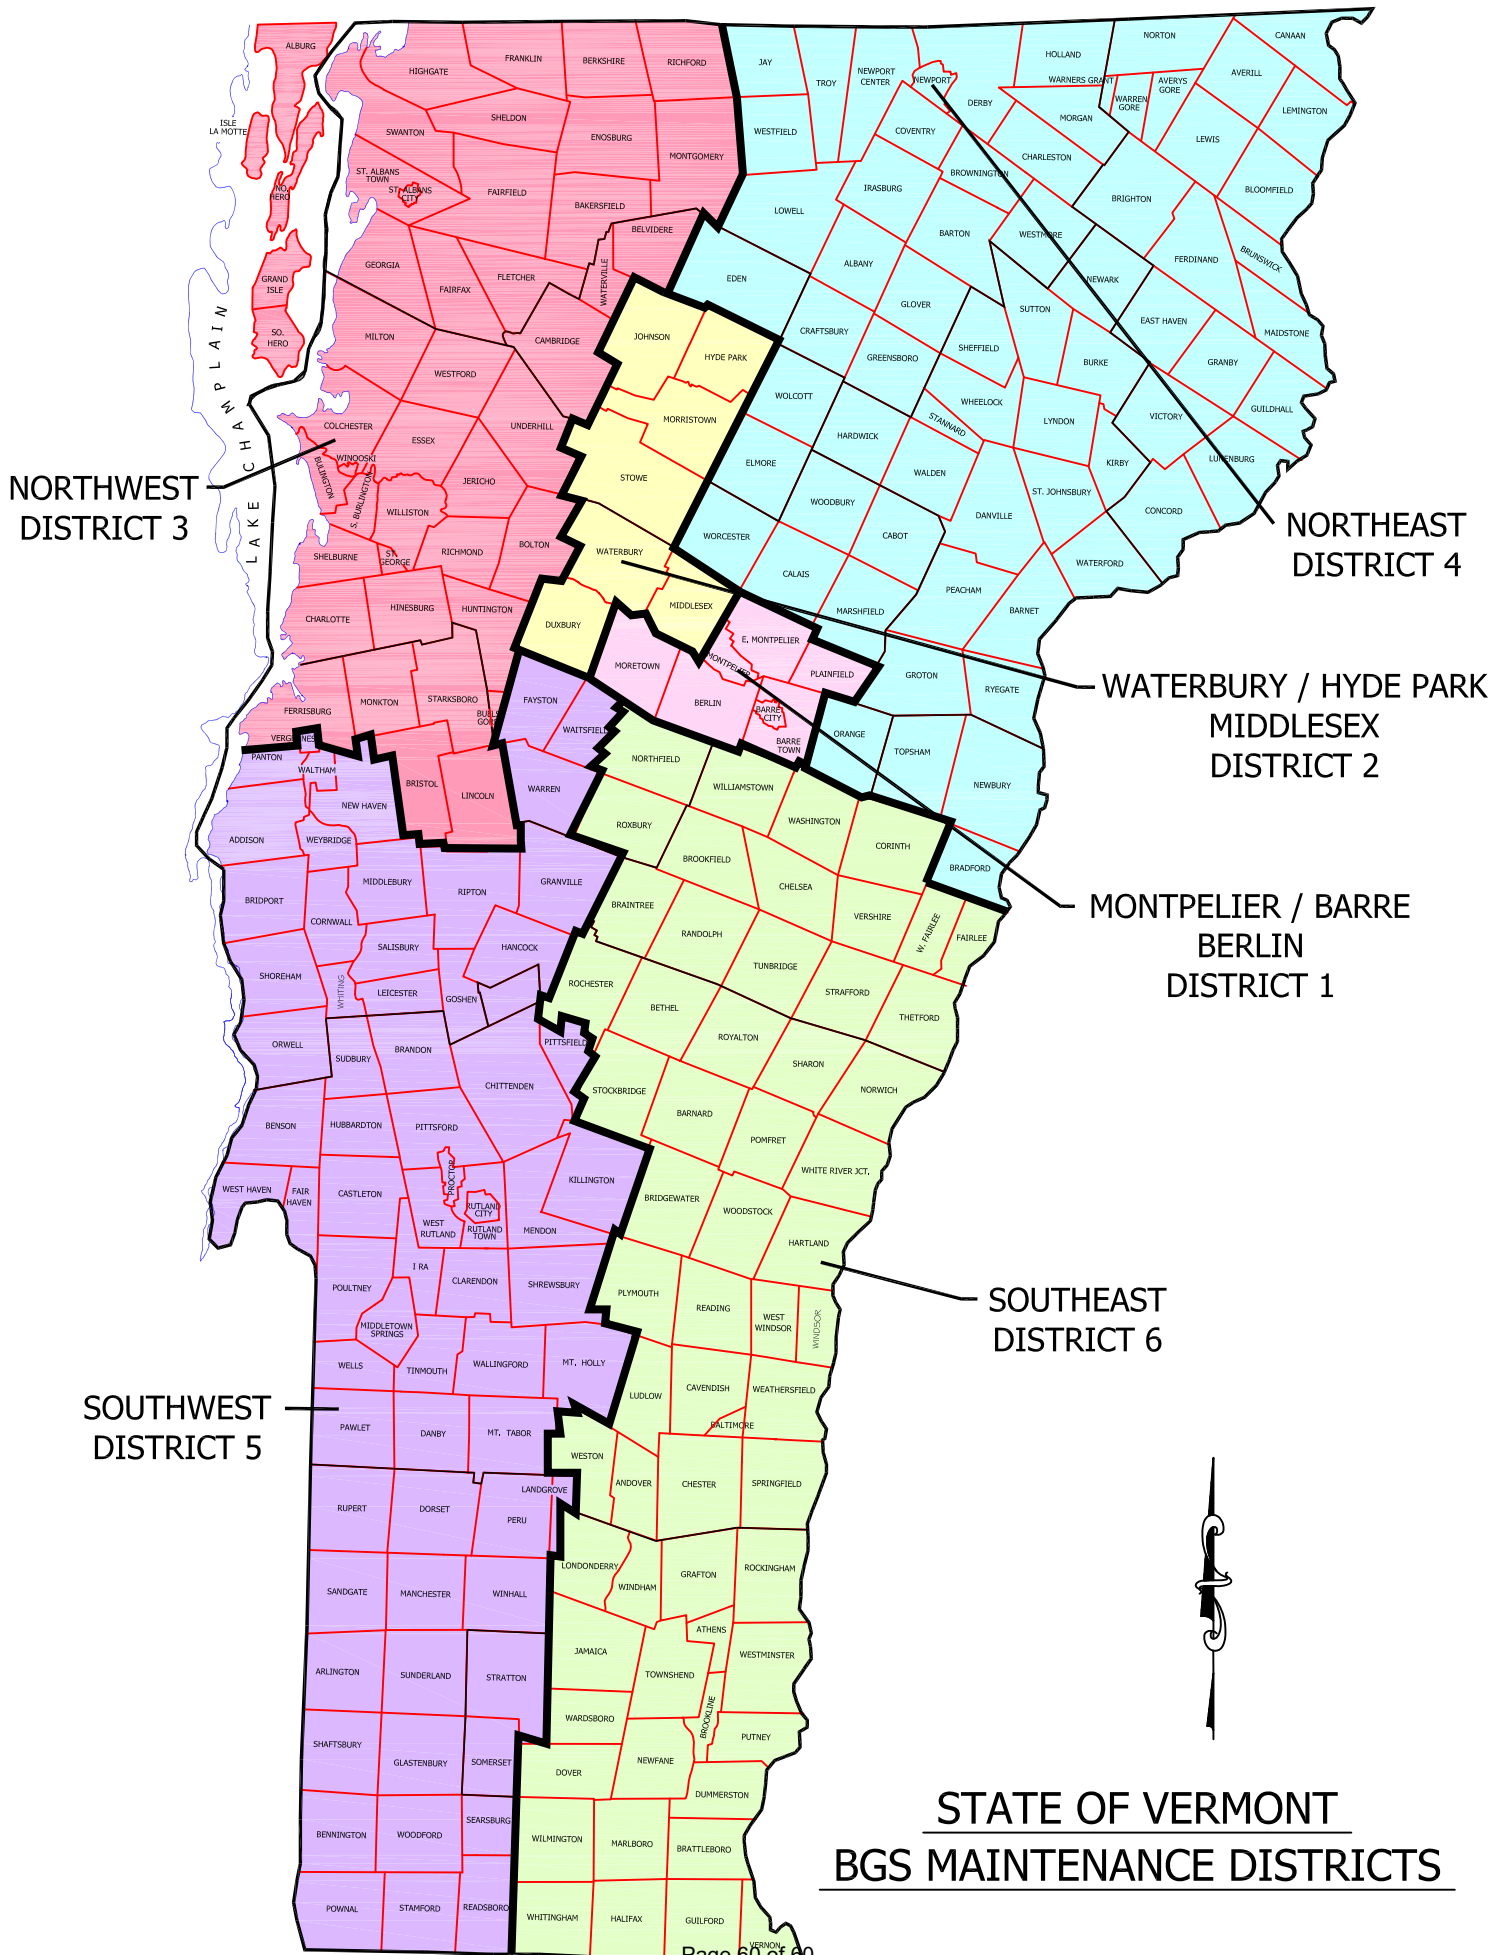 ALBURG
ISLE
LA MOTTE
NO.
HERO
GRAND
ISLE
SO.
HERO
LAKE CHAMPLAIN
HIGHGATE
FRANKLIN
BERKSHIRE
RICHFORD
SWANTON
SHELDON
ENOSBURG
MONTGOMERY
ST. ALBANS
TOWN
ST. ALBANS
CITY
FAIRFIELD
BAKERSFIELD
BELVIDERE
GEORGIA
FAIRFAX
FLETCHER
WATERVILLE
CAMBRIDGE
MILTON
WESTFORD
UNDERHILL
COLCHESTER
ESSEX
WINOOSKI
BULINGTON
S. BURLINGTON
JERICHO
WILLISTON
SHELBURNE
ST.
GEORGE
RICHMOND
BOLTON
CHARLOTTE
HINESBURG
HUNTINGTON
FERRISBURG
MONKTON
STARKSBORO
BUELS
GORE
VERGENNES
BRISTOL
LINCOLN
NORTHWEST
DISTRICT 3
JAY
TROY
NEWPORT
CENTER
NEWPORT
DERBY
HOLLAND
NORTON
CANAAN
WARNERS GRANT
WARREN
GORE
AVERYS
GORE
AVERILL
LEMINGTON
WESTFIELD
COVENTRY
MORGAN
LEWIS
CHARLESTON
BROWNINGTON
IRASBURG
BRIGHTON
BLOOMFIELD
LOWELL
BARTON
WESTMORE
FERDINAND
BRUNSWICK
EDEN
ALBANY
GLOVER
NEWARK
SUTTON
EAST HAVEN
MAIDSTONE
CRAFTSBURY
GREENSBORO
SHEFFIELD
BURKE
GRANBY
WOLCOTT
WHEELOCK
STANNARD
LYNDON
VICTORY
GUILDHALL
HARDWICK
ELMORE
WALDEN
KIRBY
LUNENBURG
WOODBURY
ST. JOHNSBURY
CONCORD
DANVILLE
WORCESTER
CABOT
WATERFORD
CALAIS
PEACHAM
MARSHFIELD
BARNET
GROTON
RYEGATE
ORANGE
TOPSHAM
NEWBURY
BRADFORD
NORTHEAST
DISTRICT 4
JOHNSON
HYDE PARK
MORRISTOWN
STOWE
WATERBURY
MIDDLESEX
DUXBURY
WATERBURY / HYDE PARK
MIDDLESEX
DISTRICT 2
E. MONTPELIER
MONTPELIER
MORETOWN
PLAINFIELD
BERLIN
BARRE
CITY
BARRE
TOWN
MONTPELIER / BARRE
BERLIN
DISTRICT 1
FAYSTON
WAITSFIELD
WARREN
PANTON
WALTHAM
NEW HAVEN
ADDISON
WEYBRIDGE
MIDDLEBURY
RIPTON
GRANVILLE
BRIDPORT
CORNWALL
SALISBURY
HANCOCK
SHOREHAM
WHITING
LEICESTER
GOSHEN
ORWELL
SUDBURY
BRANDON
PITTSFIELD
CHITTENDEN
BENSON
HUBBARDTON
PITTSFORD
PROCTOR
KILLINGTON
WEST HAVEN
FAIR
HAVEN
CASTLETON
WEST
RUTLAND
RUTLAND
CITY
RUTLAND
TOWN
MENDON
I RA
CLARENDON
SHREWSBURY
POULTNEY
MIDDLETOWN
SPRINGS
WELLS
TINMOUTH
WALLINGFORD
MT. HOLLY
PAWLET
DANBY
MT. TABOR
LANDGROVE
RUPERT
DORSET
PERU
SANDGATE
MANCHESTER
WINHALL
ARLINGTON
SUNDERLAND
STRATTON
SHAFTSBURY
GLASTENBURY
SOMERSET
BENNINGTON
WOODFORD
SEARSBURG
POWNAL
STAMFORD
READSBORO
SOUTHWEST
DISTRICT 5
NORTHFIELD
WILLIAMSTOWN
WASHINGTON
CORINTH
ROXBURY
BROOKFIELD
CHELSEA
VERSHIRE
W. FAIRLEE
FAIRLEE
BRAINTREE
RANDOLPH
TUNBRIDGE
STRAFFORD
THETFORD
ROCHESTER
BETHEL
ROYALTON
SHARON
NORWICH
STOCKBRIDGE
BARNARD
POMFRET
WHITE RIVER JCT.
BRIDGEWATER
WOODSTOCK
HARTLAND
PLYMOUTH
READING
WEST
WINDSOR
WINDSOR
LUDLOW
CAVENDISH
WEATHERSFIELD
BALTIMORE
WESTON
ANDOVER
CHESTER
SPRINGFIELD
LONDONDERRY
WINDHAM
GRAFTON
ROCKINGHAM
ATHENS
JAMAICA
TOWNSHEND
WESTMINSTER
BROOKLINE
WARDSBORO
PUTNEY
NEWFANE
DOVER
DUMMERSTON
WILMINGTON
MARLBORO
BRATTLEBORO
WHITINGHAM
HALIFAX
GUILFORD
VERNON
SOUTHEAST
DISTRICT 6
STATE OF VERMONT
BGS MAINTENANCE DISTRICTS
Page 60 of 60